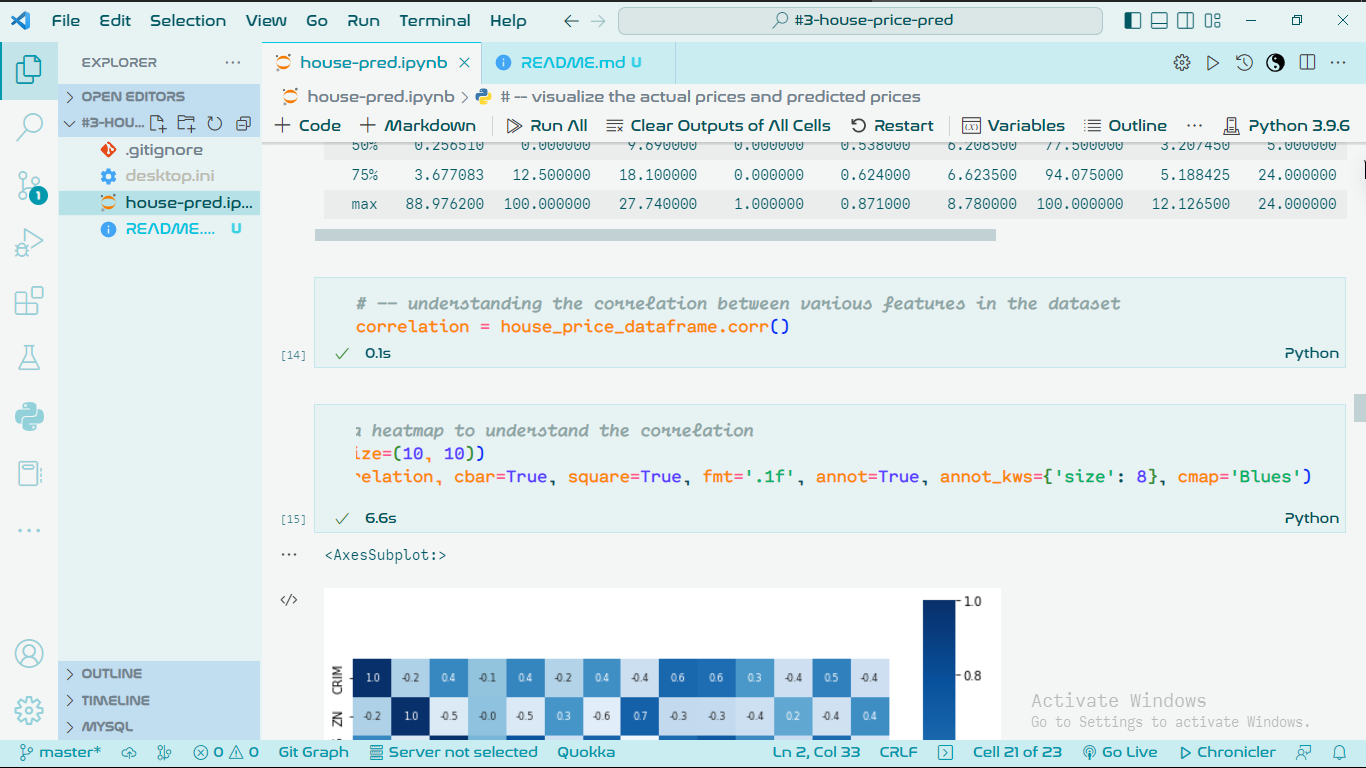 File Edit Selection View Go Run Terminal Help #3-house-price-pred
EXPLORER
house-pred.ipynb README.md U
OPEN EDITORS
house-pred.ipynb # -- visualize the actual prices and predicted prices
#3-HOU...
Code Markdown Run All Clear Outputs of All Cells Restart Variables Outline Python 3.9.6
.gitignore
desktop.ini
house-pred.ip...
README.... U
1
50% 0.256510 0.000000 9.690000 0.000000 0.538000 6.208500 77.500000 3.207450 5.000000
75% 3.677083 12.500000 18.100000 0.000000 0.624000 6.623500 94.075000 5.188425 24.000000
max 88.976200 100.000000 27.740000 1.000000 0.871000 8.780000 100.000000 12.126500 24.000000
# -- understanding the correlation between various features in the dataset
correlation = house_price_dataframe.corr()
[14] 0.1s Python
a heatmap to understand the correlation
ize=(10, 10))
relation, cbar=True, square=True, fmt='.1f', annot=True, annot_kws={'size': 8}, cmap='Blues')
[15] 6.6s Python
<AxesSubplot:>
1.0
CRIM 1.0 -0.2 0.4 -0.1 0.4 -0.2 0.4 -0.4 0.6 0.6 0.3 -0.4 0.5 -0.4
0.8
ZN -0.2 1.0 -0.5 -0.0 -0.5 0.3 -0.6 0.7 -0.3 -0.3 -0.4 0.2 -0.4 0.4
OUTLINE
TIMELINE
MYSQL
Activate Windows
Go to Settings to activate Windows.
master* 0 0 Git Graph Server not selected Quokka Ln 2, Col 33 CRLF Cell 21 of 23 Go Live Chronicler